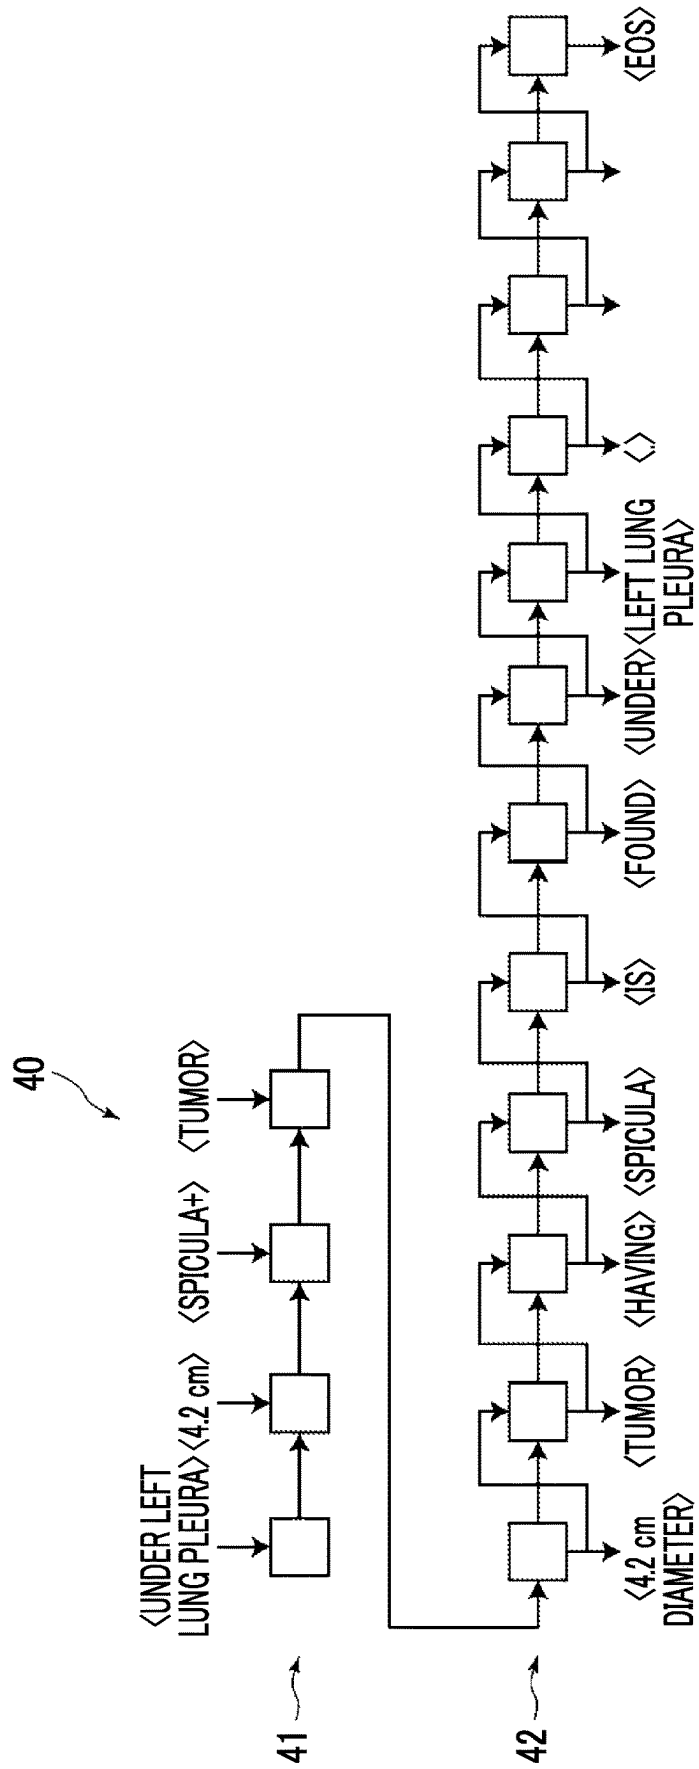 40
<UNDER LEFT
LUNG PLEURA>
<4.2 cm>
<SPICULA+>
<TUMOR>
41
42
<4.2 cm
DIAMETER>
<TUMOR>
<HAVING>
<SPICULA>
<IS>
<FOUND>
<UNDER>
<LEFT LUNG
PLEURA>
<.>
<EOS>